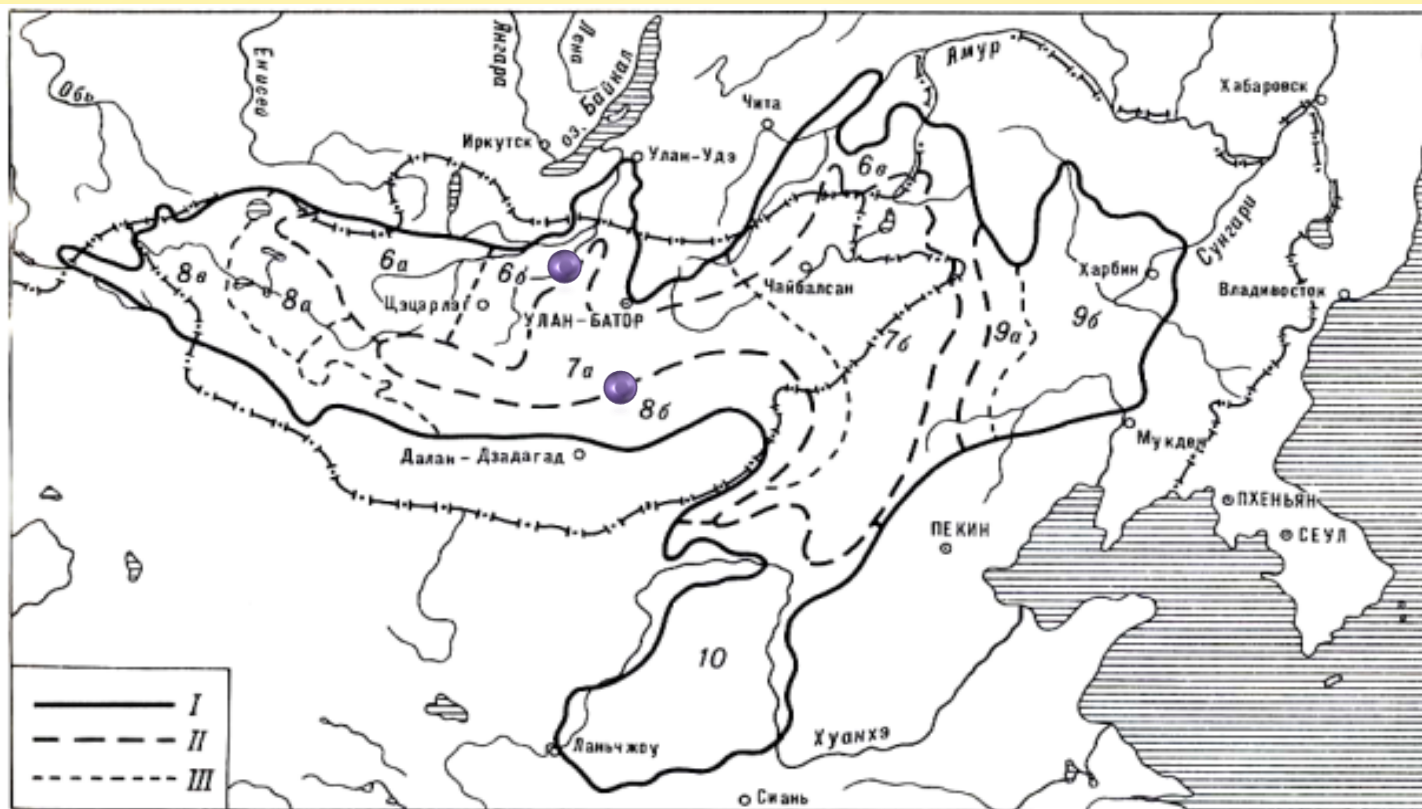 Обь
Енисей
Ангара
Лена
оз. Байкал
Амур
Хабаровск
Чита
Иркутск
Улан-Удэ
6в
Сунгари
8в
6а
6б
8а
Цэцарлэг
УЛАН-БАТОР
Чайбалсан
Харбин
Владивосток
7а
7б
9а
9б
8б
Далан-Дзадагад
Мукден
ПЕКИН
ПХЕНЬЯН
СЕУЛ
10
Ланьчжоу
Хуанхэ
Сиань
I
II
III